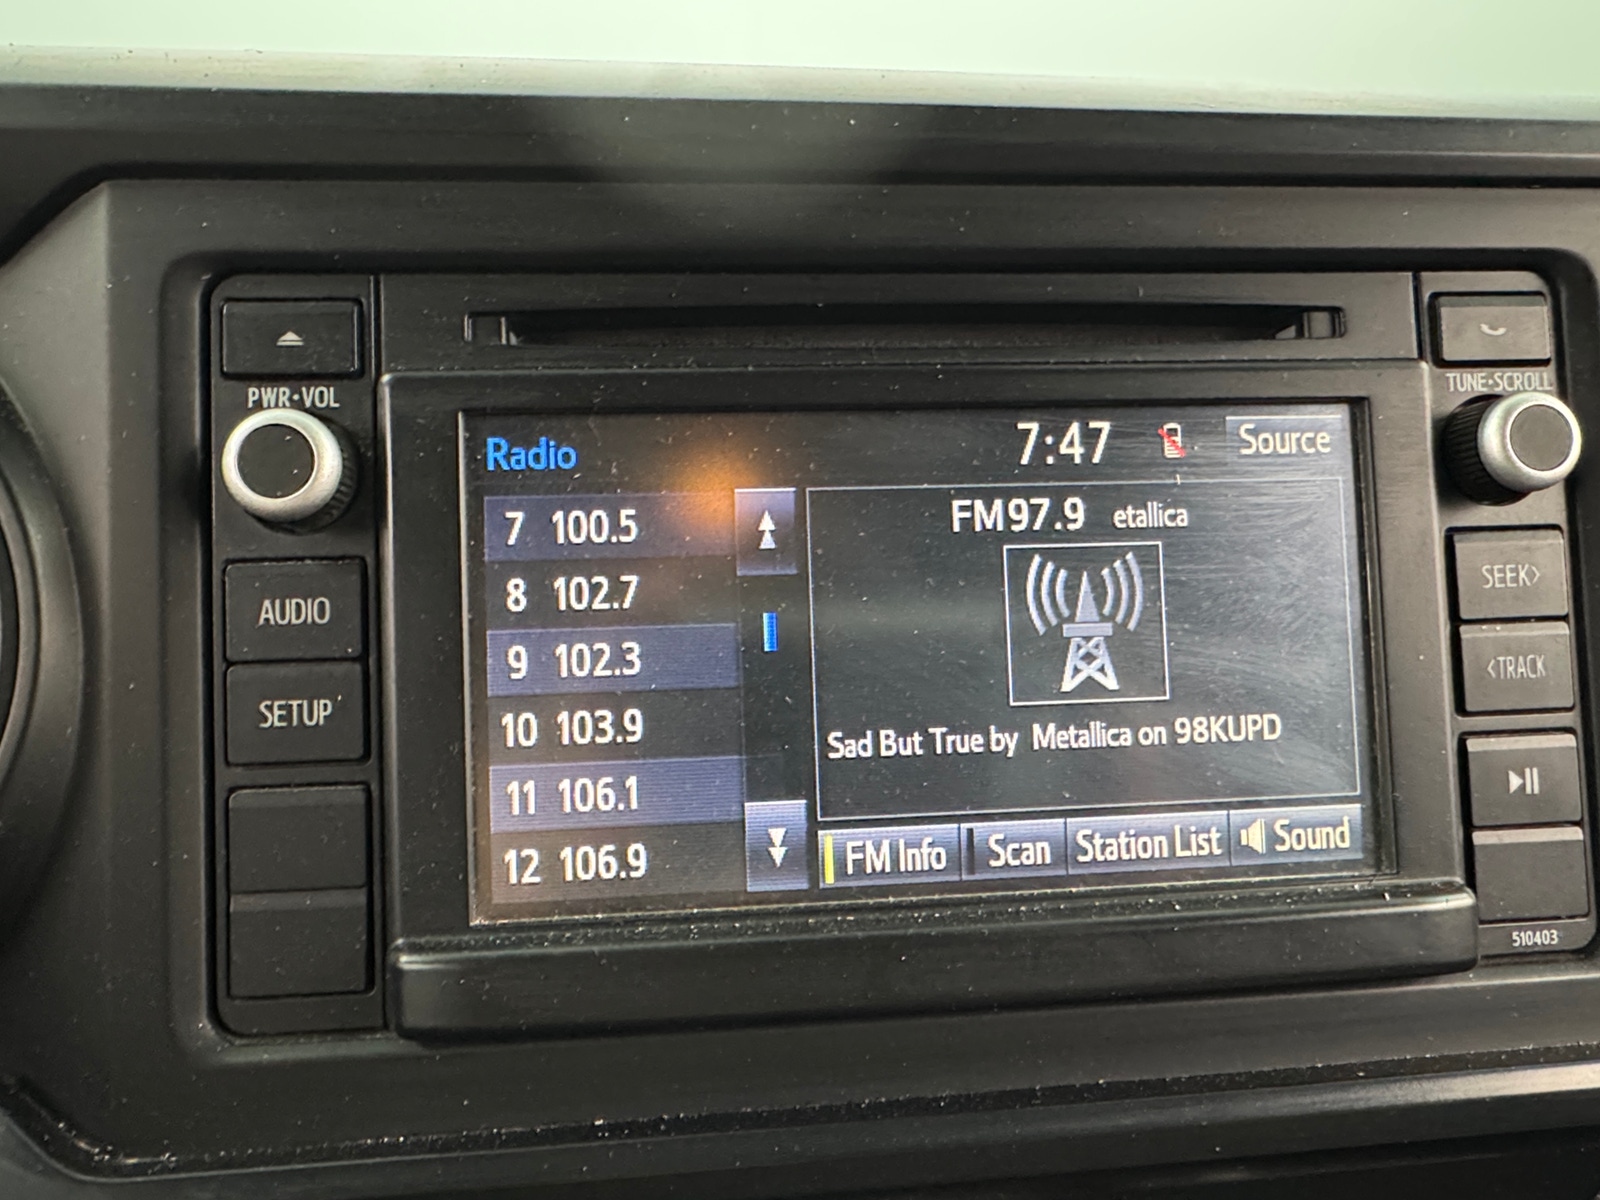 PWR•VOL
AUDIO
SETUP
Radio
7:47
Source
7 100.5
8 102.7
9 102.3
10 103.9
11 106.1
12 106.9
FM97.9 etallica
Sad But True by Metallica on 98KUPD
FM Info
Scan
Station List
Sound
TUNE•SCROLL
SEEK>
<TRACK
510403